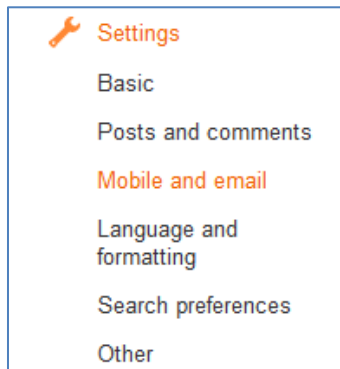 Settings
Basic
Posts and comments
Mobile and email
Language and
formatting
Search preferences
Other